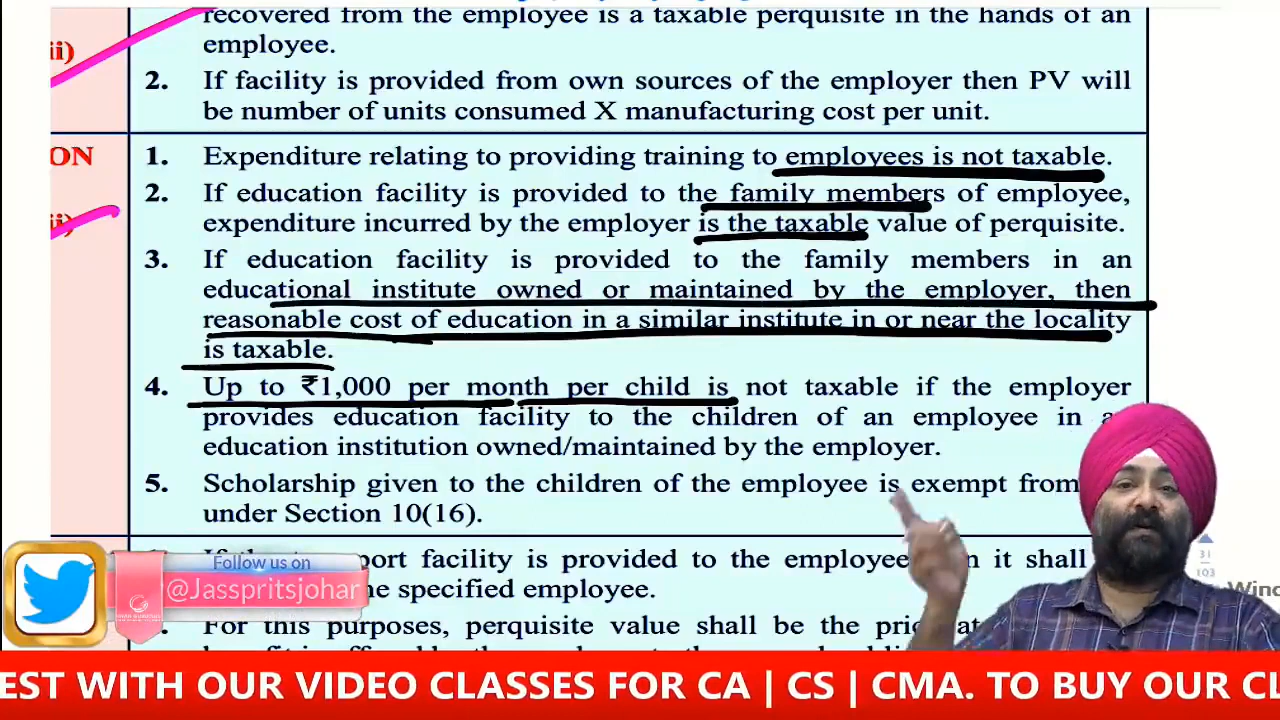 recovered from the employee is a taxable perquisite in the hands of an
employee.
ii)
2. If facility is provided from own sources of the employer then PV will
be number of units consumed X manufacturing cost per unit.
ON
1. Expenditure relating to providing training to employees is not taxable.
2. If education facility is provided to the family members of employee,
ii)
expenditure incurred by the employer is the taxable value of perquisite.
3. If education facility is provided to the family members in an
educational institute owned or maintained by the employer, then
reasonable cost of education in a similar institute in or near the locality
is taxable.
4. Up to ₹1,000 per month per child is not taxable if the employer
provides education facility to the children of an employee in a
education institution owned/maintained by the employer.
5. Scholarship given to the children of the employee is exempt from
under Section 10(16).
port facility is provided to the employee it shall
specified employee.
For this purposes, perquisite value shall be the
Follow us on
@Jasspritsjohar
31
103
Wind
EST WITH OUR VIDEO CLASSES FOR CA | CS | CMA. TO BUY OUR CL